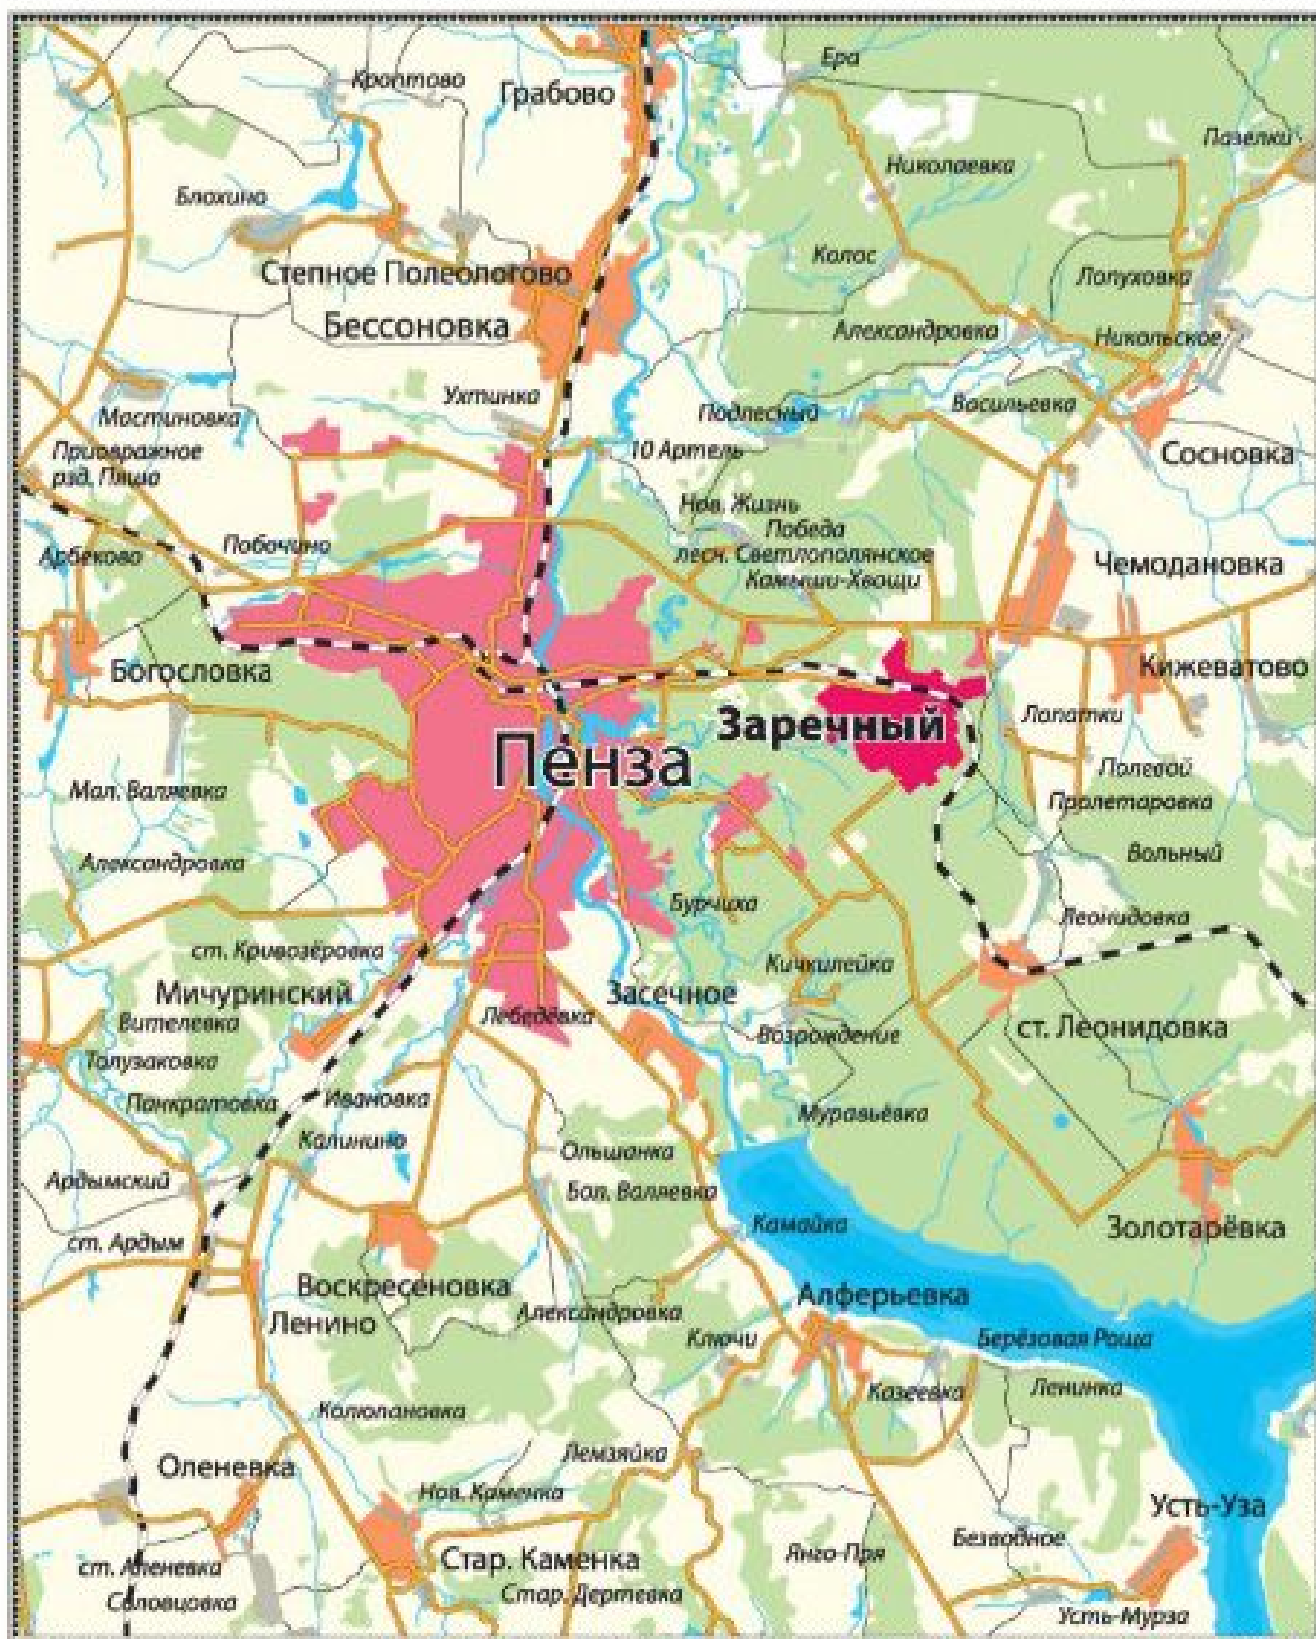 Ера
Кроптово
Грабово
Пазелки
Николаевка
Блохино
Колос
Степное Полеологово
Лопуховка
Бессоновка
Александровка
Никольское
Ухтинка
Васильевка
Подлесный
Мастиновка
10 Артель
Приовражное
рзд. Пяша
Сосновка
Нов. Жизнь
Победа
Побочино
лесн. Светлополянское
Арбеково
Чемодановка
Камыши-Хвощи
Богословка
Кижеватово
Лопатки
Заречный
Пенза
Полевой
Мал. Валяевка
Пролетаровка
Вольный
Александровка
Бурчиха
Леонидовка
ст. Кривозёровка
Кичкилейка
Мичуринский
Засечное
Лебедёвка
Вителевка
ст. Леонидовка
Возрождение
Толузаковка
Ивановка
Панкратовка
Муравьёвка
Калинино
Ольшанка
Ардымский
Бол. Валяевка
Камайка
Золотарёвка
ст. Ардым
Воскресеновка
Алферьевка
Александровка
Ленино
Ключи
Берёзовая Роща
Казеевка
Ленинка
Колюпановка
Лемзяйка
Оленевка
Нов. Каменка
Усть-Уза
Безводное
Янго-Пря
Стар. Каменка
ст. Аленевка
Стар. Дертевка
Соловцовка
Усть-Мурза